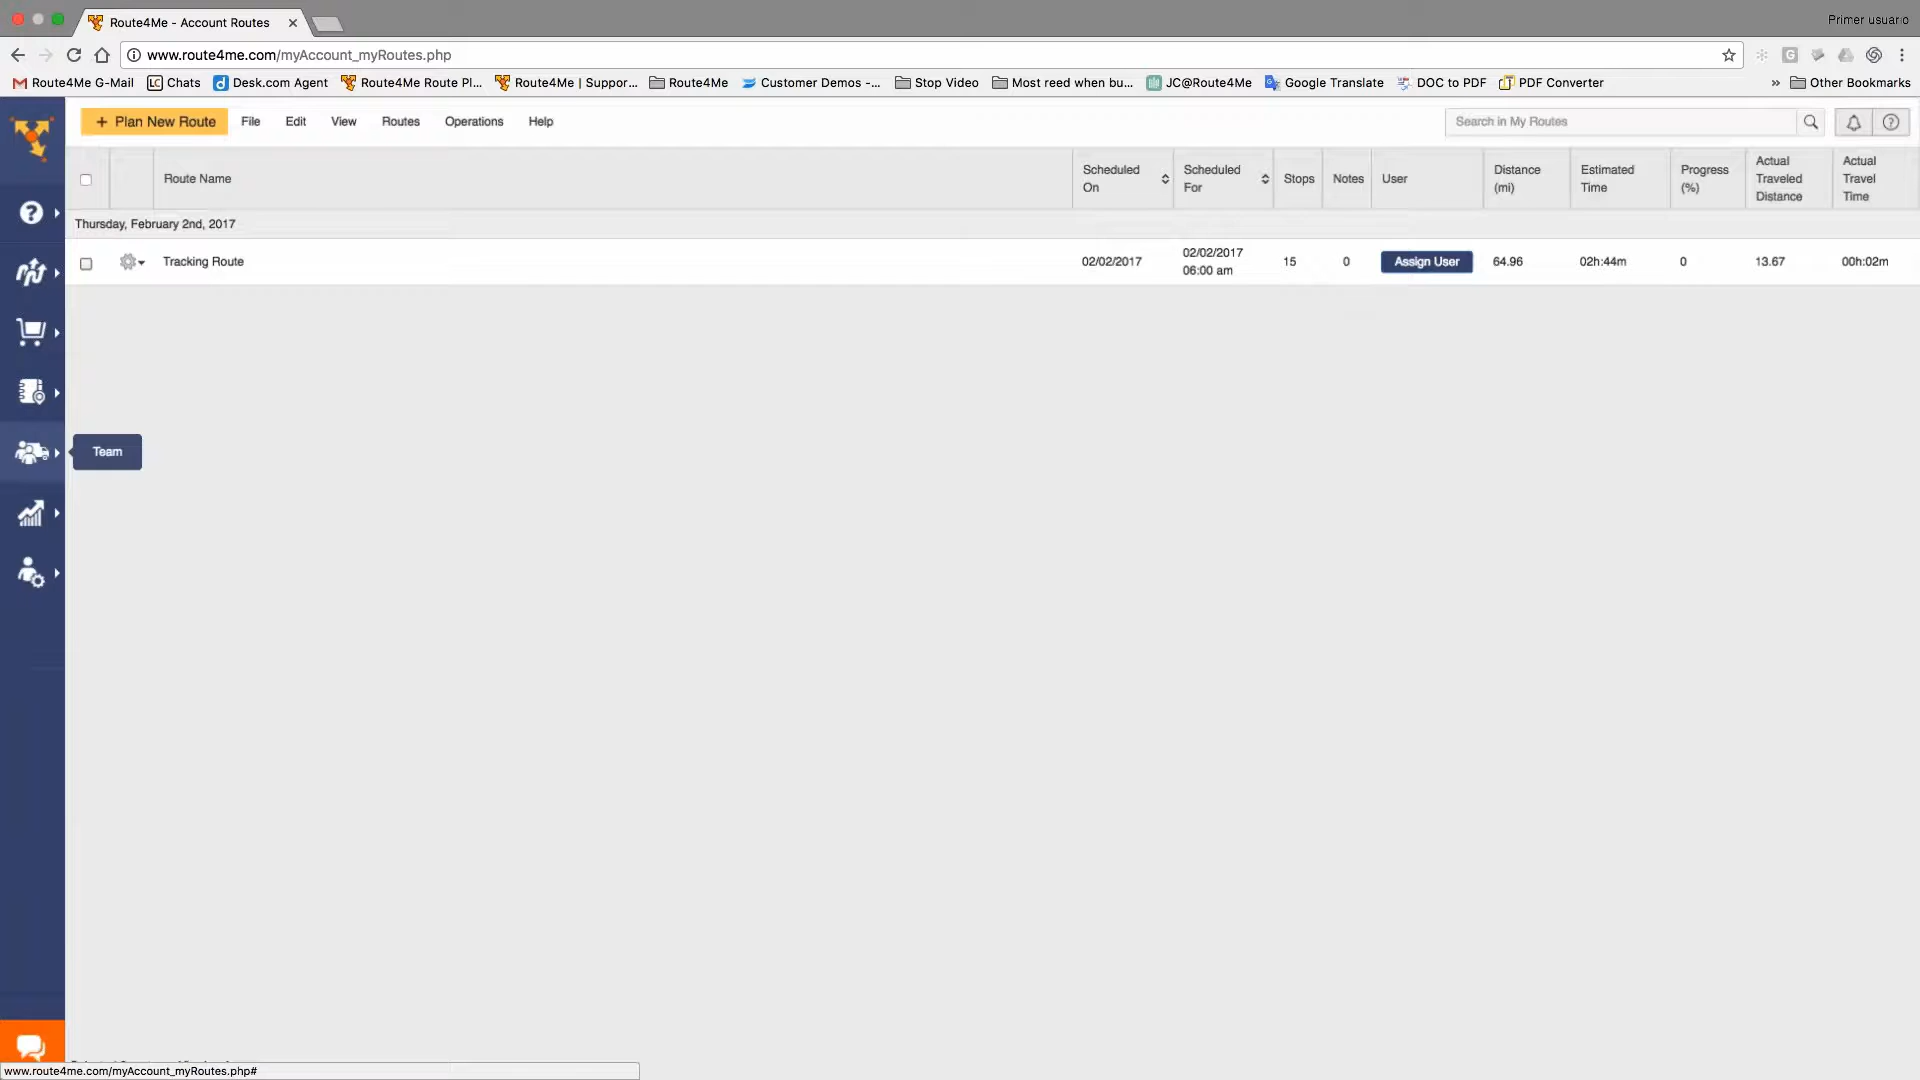 Route4Me - Account Routes
Primer usuario
www.route4me.com/myAccount_myRoutes.php
Route4Me G-Mail
Chats
Desk.com Agent
Route4Me Route Pl...
Route4Me | Suppor...
Route4Me
Customer Demos -...
Stop Video
Most reed when bu...
JC@Route4Me
Google Translate
DOC to PDF
PDF Converter
» Other Bookmarks
+ Plan New Route
File
Edit
View
Routes
Operations
Help
Search in My Routes
Route Name
Scheduled
On
Scheduled
For
Stops
Notes
User
Distance
(mi)
Estimated
Time
Progress
(%)
Actual
Traveled
Distance
Actual
Travel
Time
Thursday, February 2nd, 2017
Tracking Route
02/02/2017
02/02/2017
06:00 am
15
0
Assign User
64.96
02h:44m
0
13.67
00h:02m
Team
www.route4me.com/myAccount_myRoutes.php#